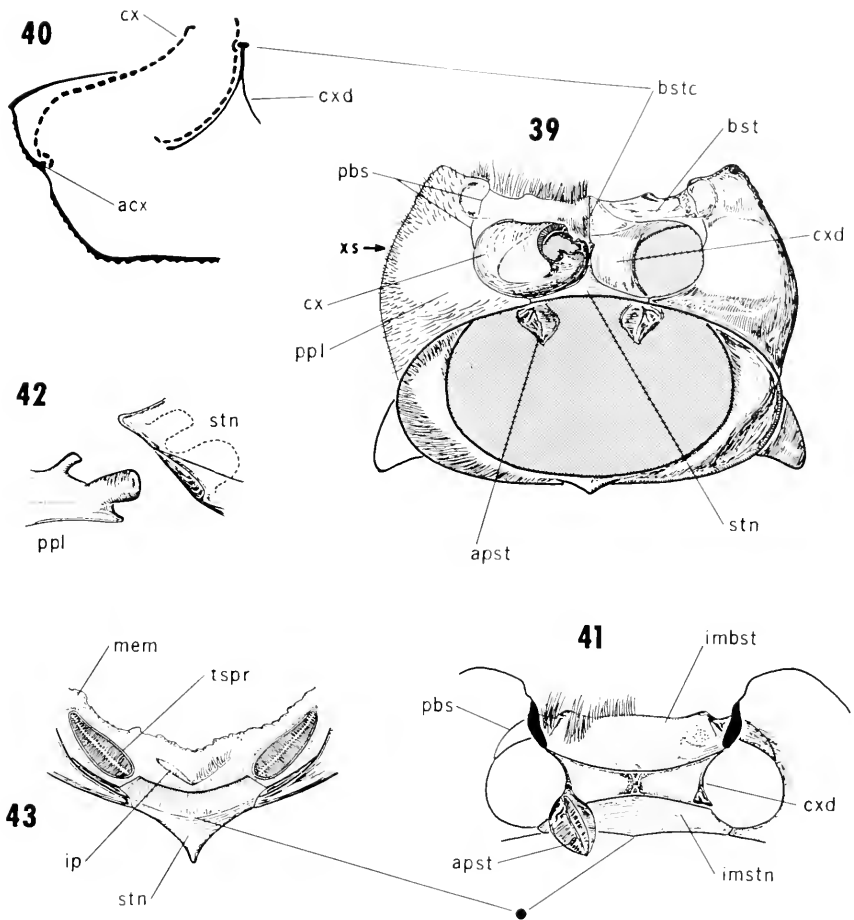 40
cx
cxd
acx
bstc
39
bst
pbs
xs
cxd
cx
ppl
stn
apst
42
stn
ppl
43
mem
tspr
ip
stn
41
imbst
pbs
cxd
apst
imstn